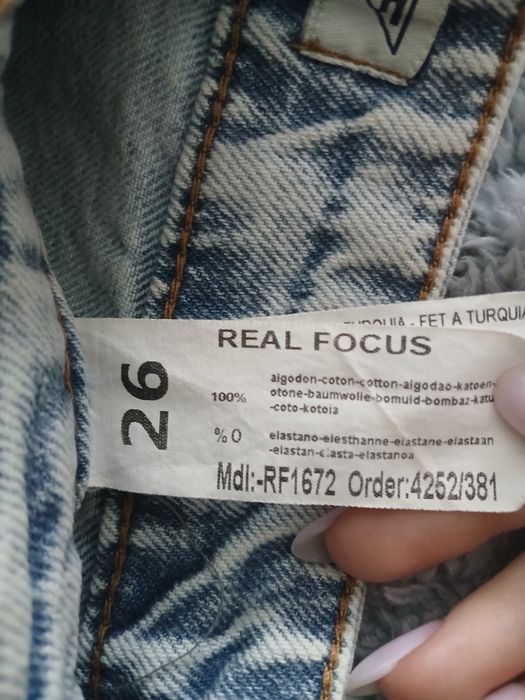 H
FET A TURQUIA
REAL FOCUS
26
100% algodon-coton-cotton-algodao-katoen-
otone-baumwolle-bomuld-bombaz-katu
-coto-kotoia
%0 elastano-elesthanne-elastane-elastaan
-elastan- -elastanoa
Mdl:-RF1672 Order:4252/381